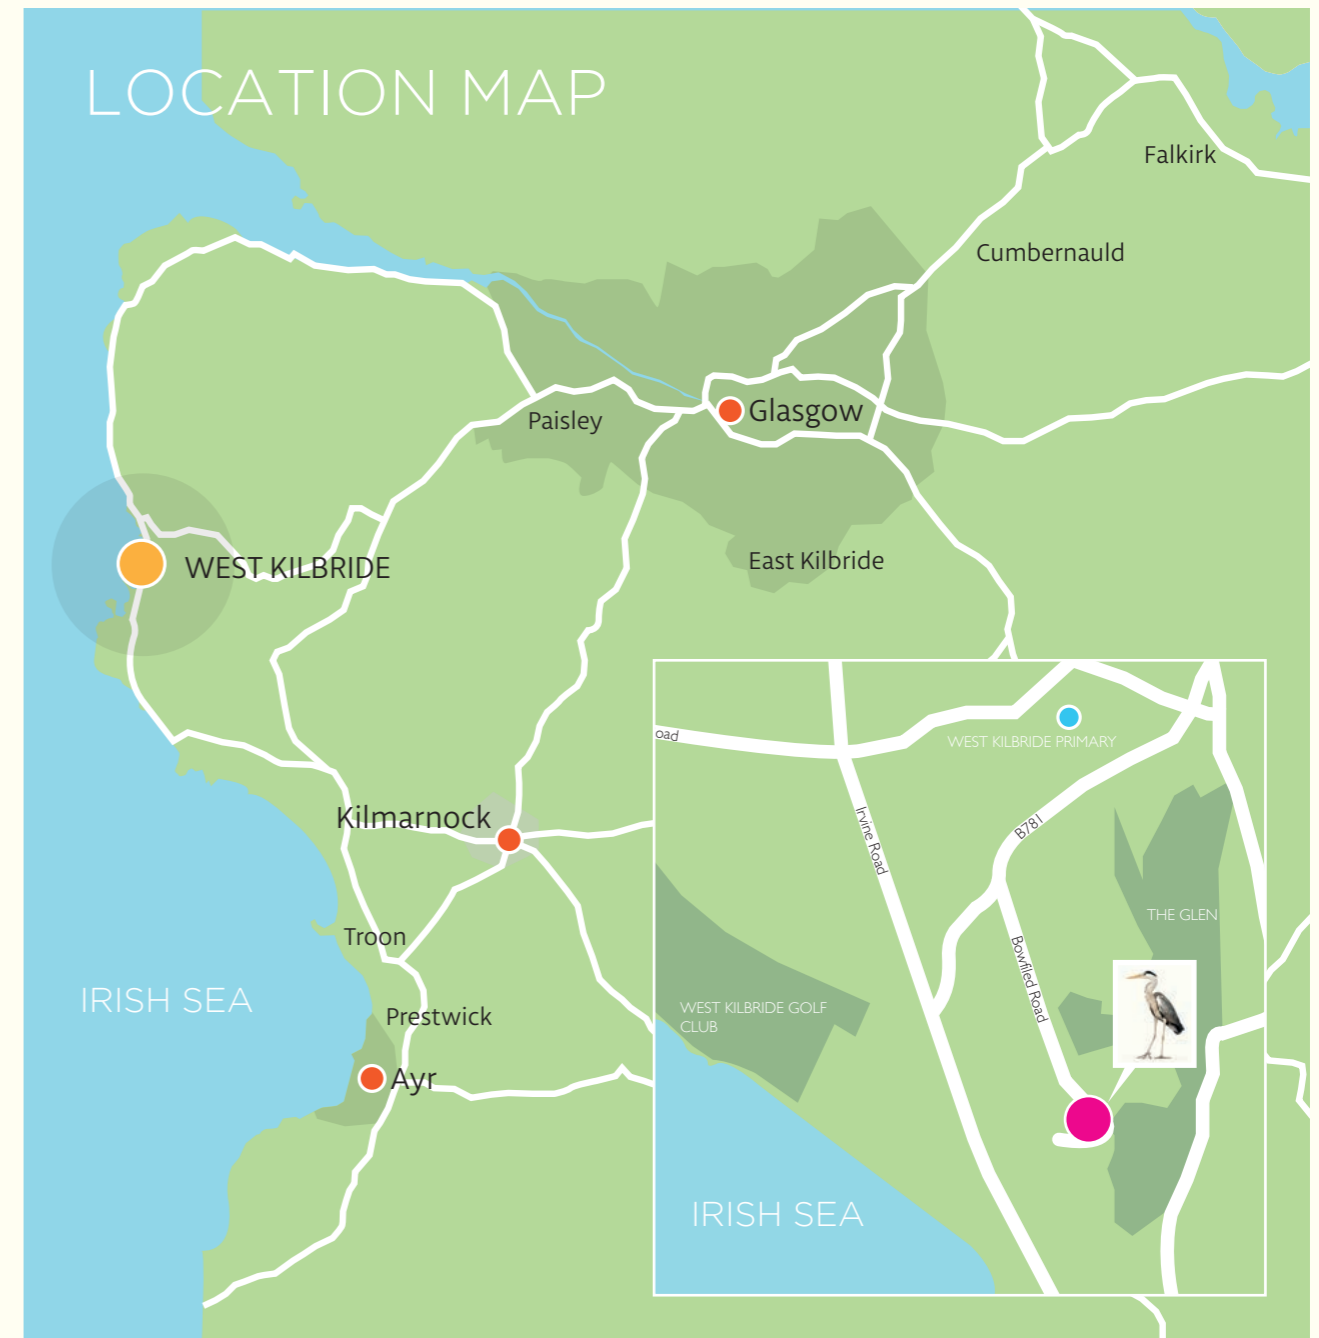 LOCATION MAP
Falkirk
Cumbernauld
Glasgow
Paisley
East Kilbride
WEST KILBRIDE
Kilmarnock
Troon
IRISH SEA
Prestwick
Ayr
oad
WEST KILBRIDE PRIMARY
Irvine Road
B781
THE GLEN
Bowfiled Road
WEST KILBRIDE GOLF
CLUB
IRISH SEA